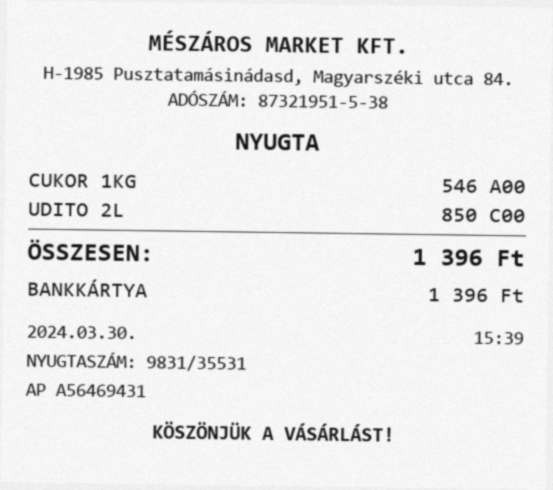 MÉSZÁROS MARKET KFT.
H-1985 Pusztatamásinádasd, Magyarszéki utca 84.
ADÓSZÁM: 87321951-5-38
NYUGTA
CUKOR 1KG 546 A00
UDITO 2L 850 C00
ÖSSZESEN: 1 396 Ft
BANKKÁRTYA 1 396 Ft
2024.03.30. 15:39
NYUGTASZÁM: 9831/35531
AP A56469431
KÖSZÖNJÜK A VÁSÁRLÁST!